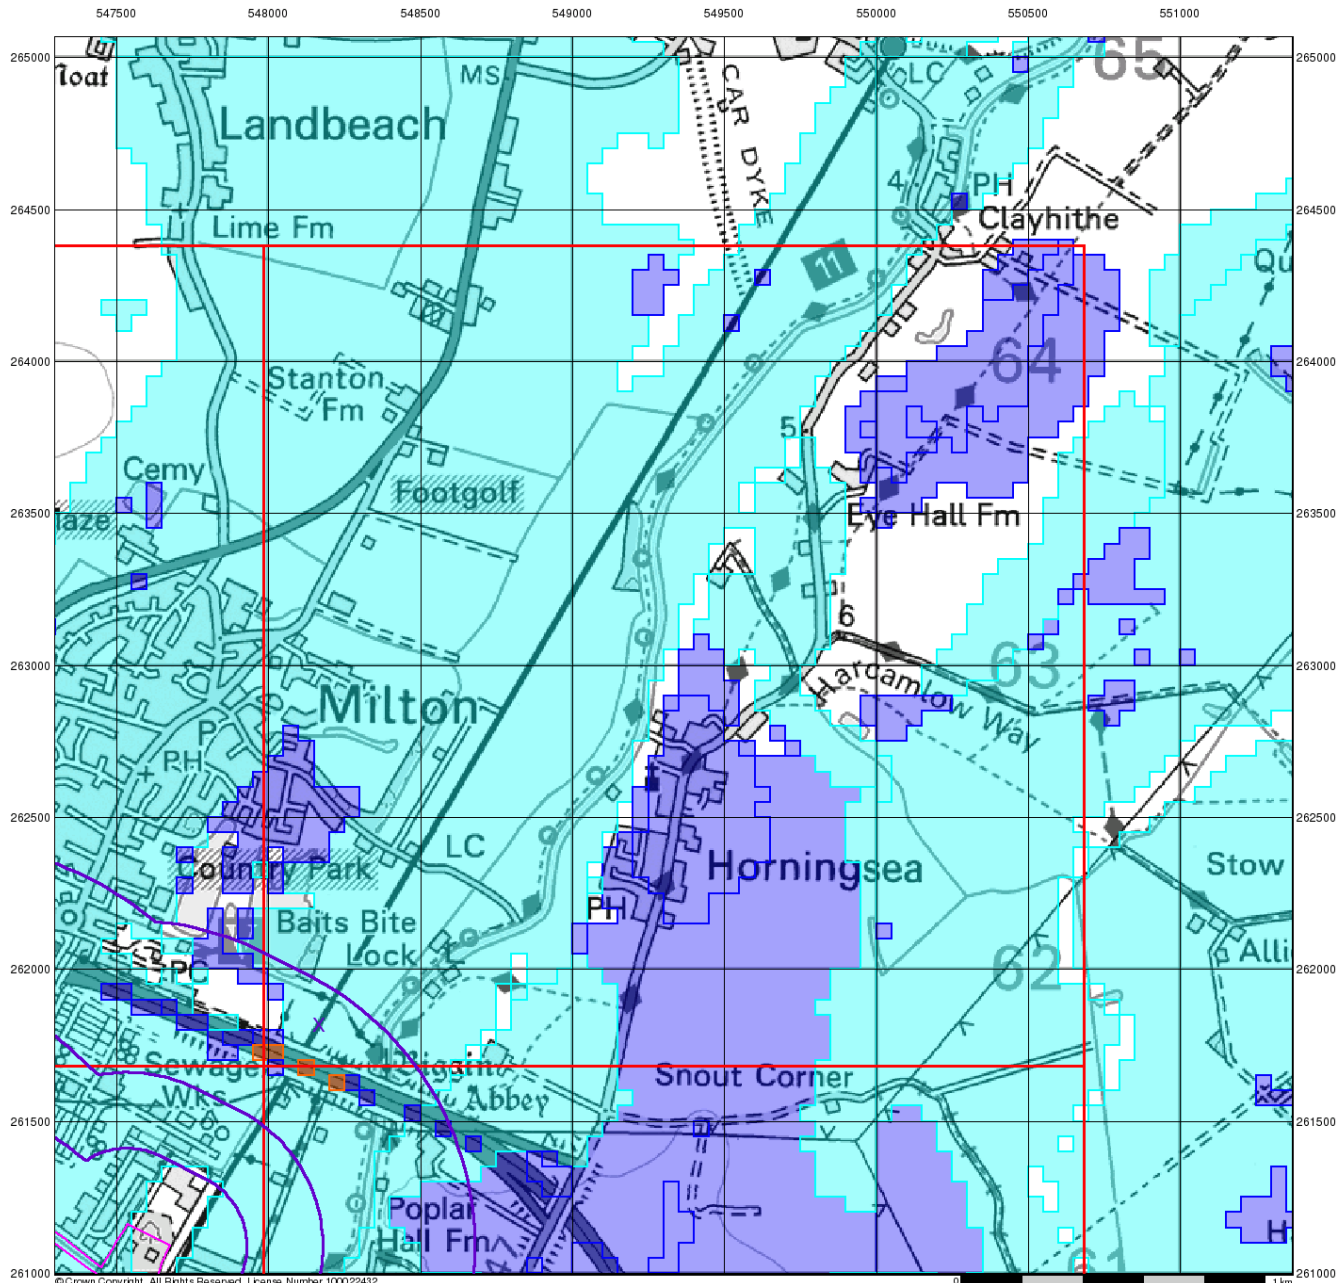 547500 548000 548500 549000 549500 550000 550500 551000
265000 265000
65
MS
LC
CAR DYKE
Landbeach
4
PH
Clayhithe
264500 264500
Lime Fm
11
264000 264000
64
Stanton
Fm
5
Cemy
Footgolf
Eye Hall Fm
263500 263500
6
263000 263000
63
Harcamlow Way
Milton
P
PH
262500 262500
LC
Country Park
Horningsea
Stow
PH
Baits Bite
Lock
262000 262000
62
PC
X
Sewage
Wks
Snout Corner
Abbey
261500 261500
Poplar
Hall Fm
H
61
261000 261000
© Crown Copyright. All Rights Reserved. License Number 100022432
0 1 km